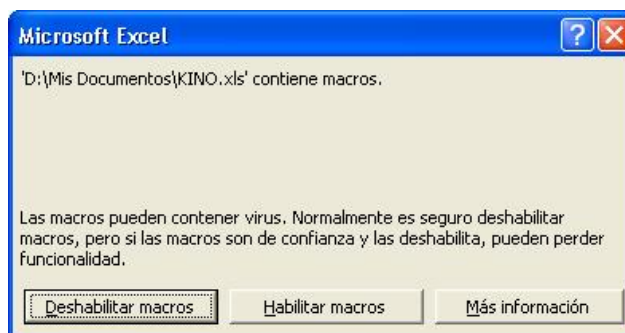 Microsoft Excel
'D:\Mis Documentos\KINO.xls' contiene macros.
Las macros pueden contener virus. Normalmente es seguro deshabilitar
macros, pero si las macros son de confianza y las deshabilita, pueden perder
funcionalidad.
Deshabilitar macros Habilitar macros Más información